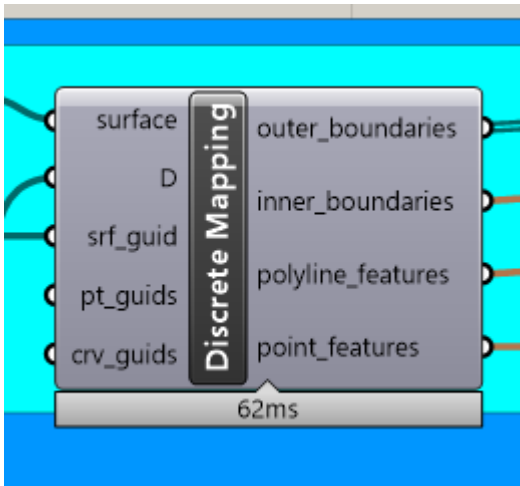 surface
D
srf_guid
pt_guids
crv_guids
Discrete Mapping
outer_boundaries
inner_boundaries
polyline_features
point_features
62ms